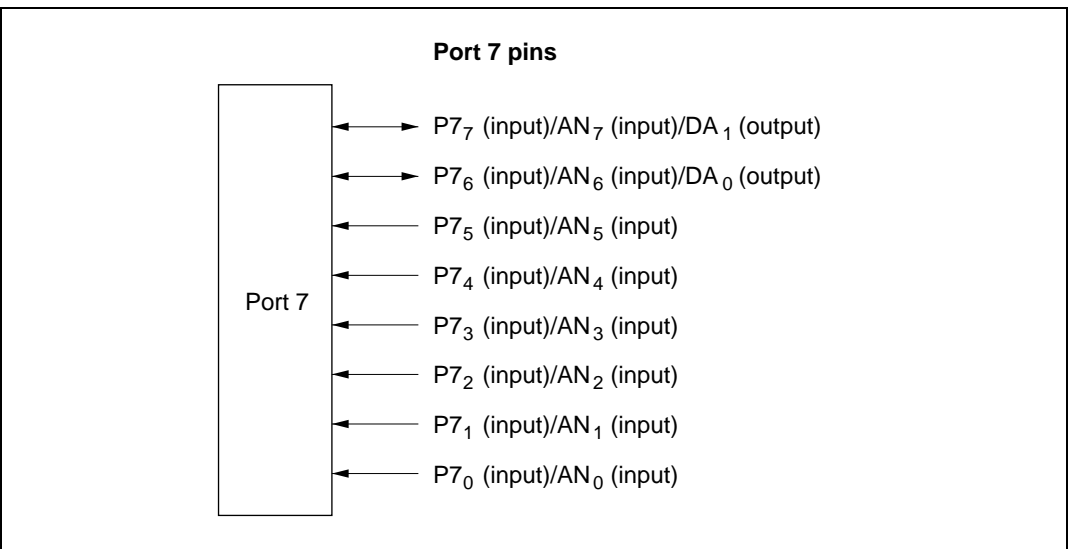 Port 7 pins
P7₇ (input)/AN₇ (input)/DA₁ (output)
P7₆ (input)/AN₆ (input)/DA₀ (output)
P7₅ (input)/AN₅ (input)
P7₄ (input)/AN₄ (input)
Port 7
P7₃ (input)/AN₃ (input)
P7₂ (input)/AN₂ (input)
P7₁ (input)/AN₁ (input)
P7₀ (input)/AN₀ (input)